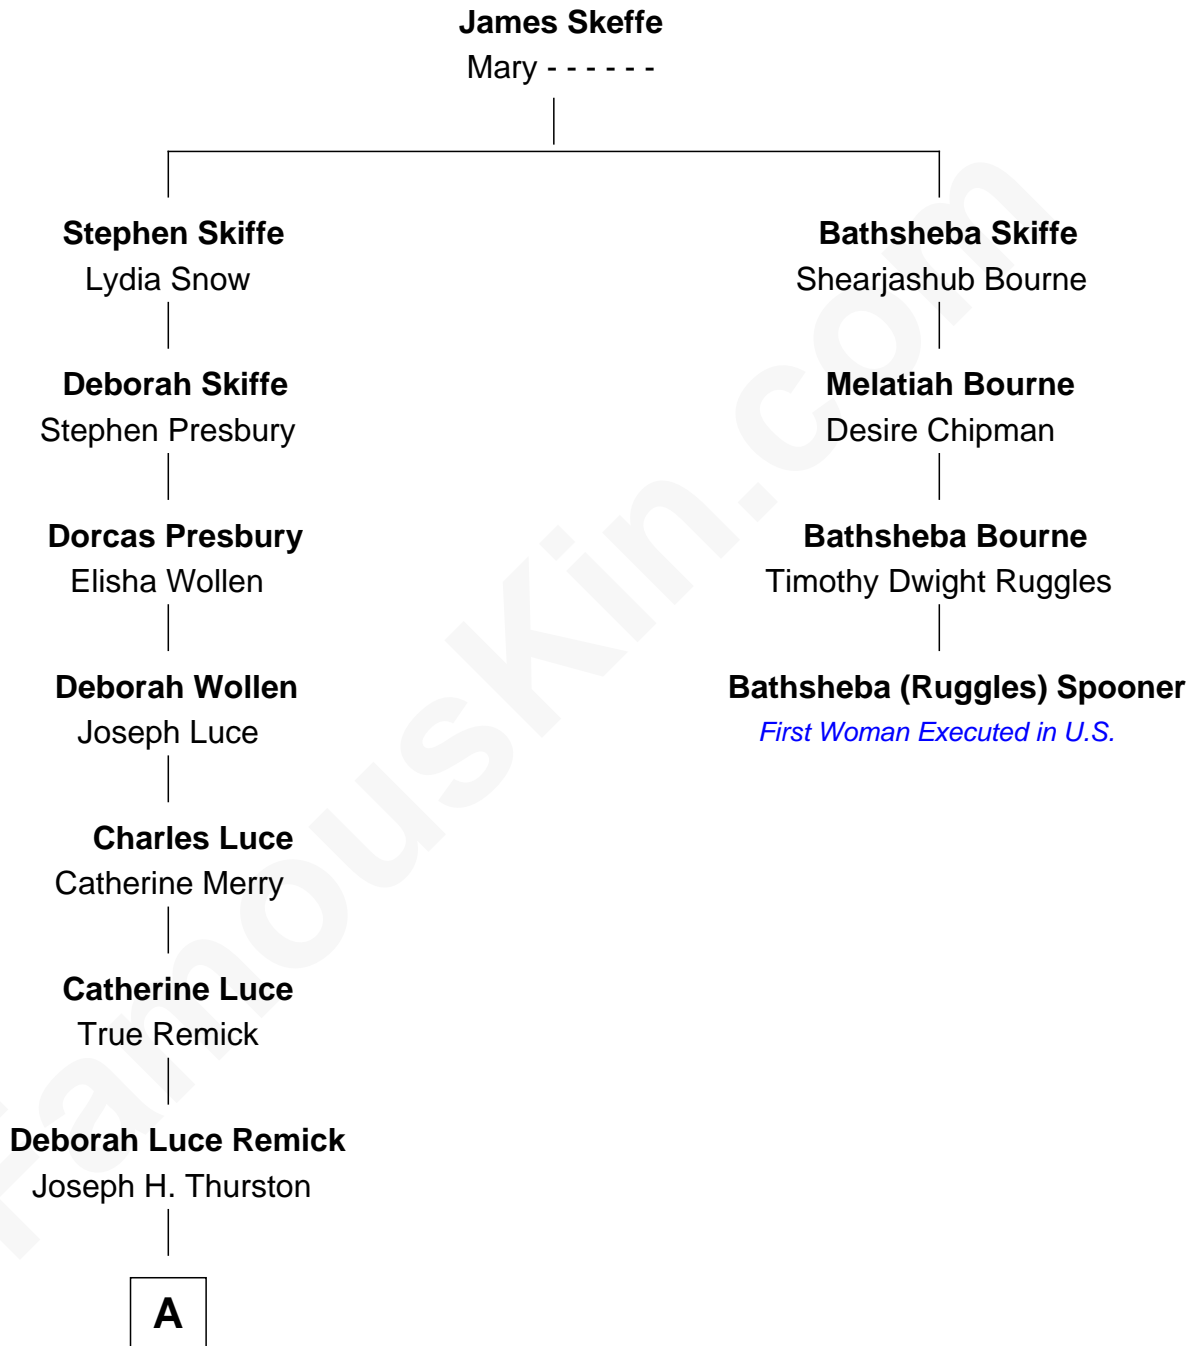 James Skeffe
Mary - - - - - -
Stephen Skiffe
Lydia Snow
Bathsheba Skiffe
Shearjashub Bourne
Deborah Skiffe
Stephen Presbury
Melatiah Bourne
Desire Chipman
Dorcas Presbury
Elisha Wollen
Bathsheba Bourne
Timothy Dwight Ruggles
Deborah Wollen
Joseph Luce
Bathsheba (Ruggles) Spooner
First Woman Executed in U.S.
Charles Luce
Catherine Merry
Catherine Luce
True Remick
Deborah Luce Remick
Joseph H. Thurston
A
FamousKin.com